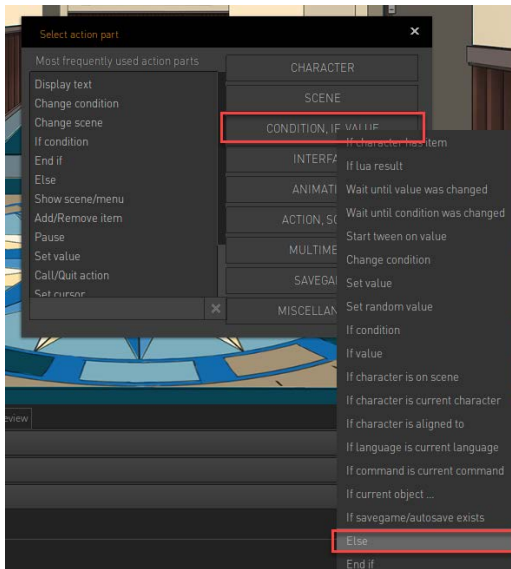 Select action part
Most frequently used action parts
Display text
Change condition
Change scene
If condition
End if
Else
Show scene/menu
Add/Remove item
Pause
Set value
Call/Quit action
Set cursor
CHARACTER
SCENE
CONDITION, IF, VALUE
INTERFA
ANIMATI
ACTION, SC
MULTIME
SAVEGA
MISCELLAN
If character has item
If lua result
Wait until value was changed
Wait until condition was changed
Start tween on value
Change condition
Set value
Set random value
If condition
If value
If character is on scene
If character is current character
If character is aligned to
If language is current language
If command is current command
If current object ...
If savegame/autosave exists
Else
End if
eview